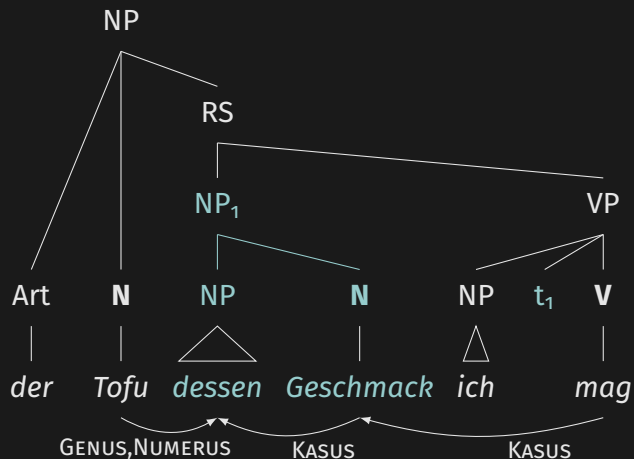 NP
RS
NP₁ VP
Art N NP N NP t₁ V
der Tofu dessen Geschmack ich mag
Genus,Numerus Kasus Kasus